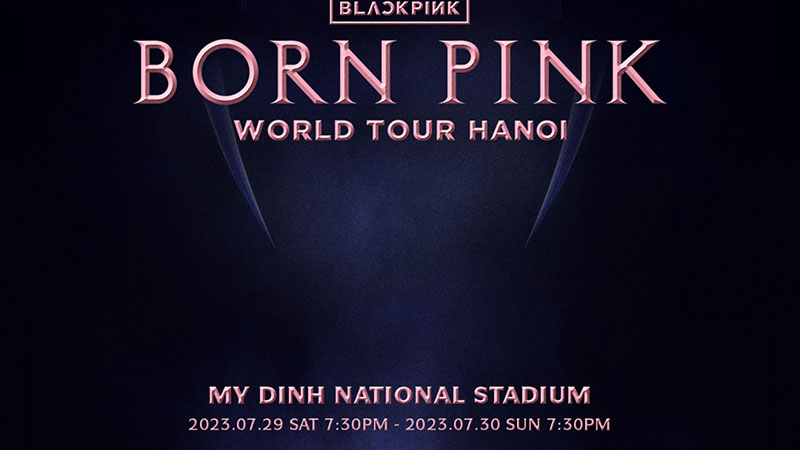 BLACKPINK
BORN PINK
WORLD TOUR HANOI
MY DINH NATIONAL STADIUM
2023.07.29 SAT 7:30PM - 2023.07.30 SUN 7:30PM